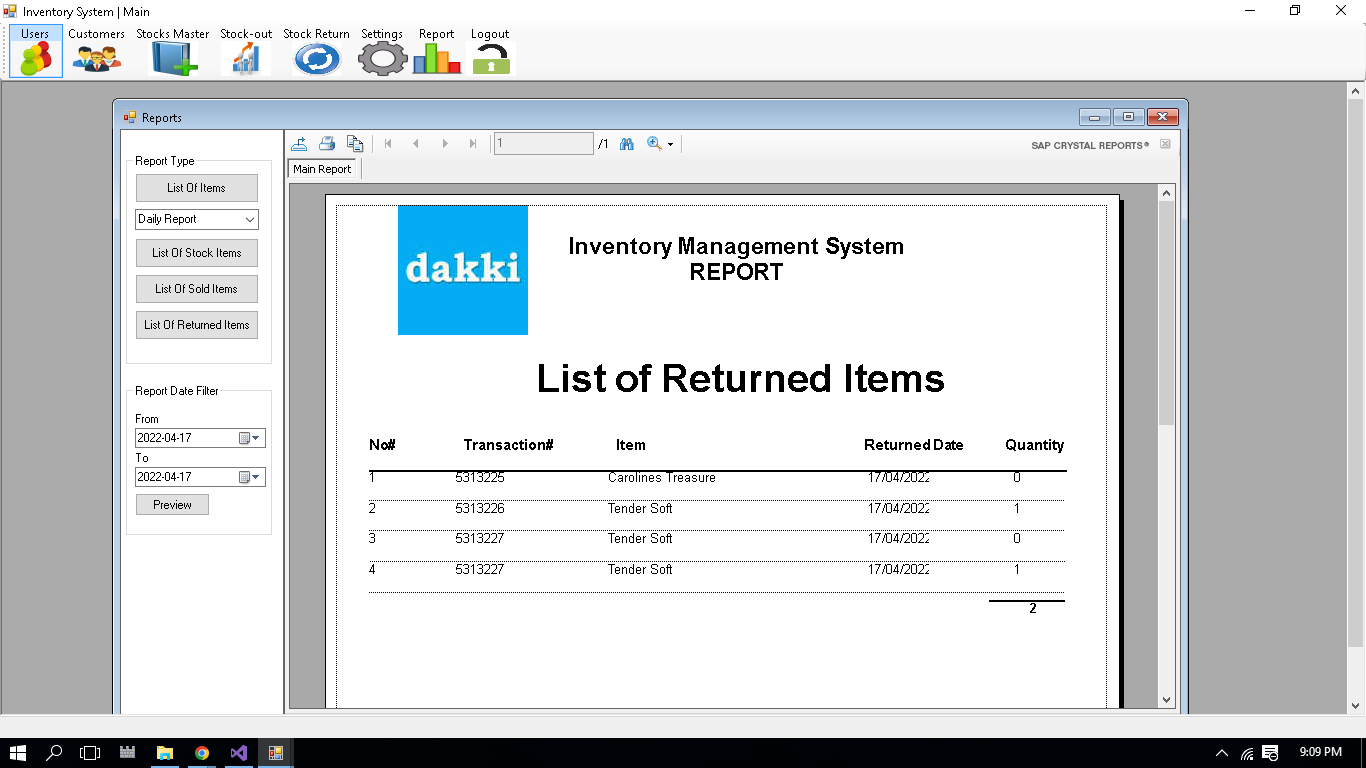 Inventory System | Main
Users Customers Stocks Master Stock-out Stock Return Settings Report Logout
Reports
Report Type
List Of Items
Daily Report
List Of Stock Items
List Of Sold Items
List Of Returned Items
Report Date Filter
From
2022-04-17
To
2022-04-17
Preview
1 /1
SAP CRYSTAL REPORTS®
Main Report
dakki
Inventory Management System
REPORT
List of Returned Items
No# Transaction# Item Returned Date Quantity
1 5313225 Carolines Treasure 17/04/2022 0
2 5313226 Tender Soft 17/04/2022 1
3 5313227 Tender Soft 17/04/2022 0
4 5313227 Tender Soft 17/04/2022 1
2
9:09 PM